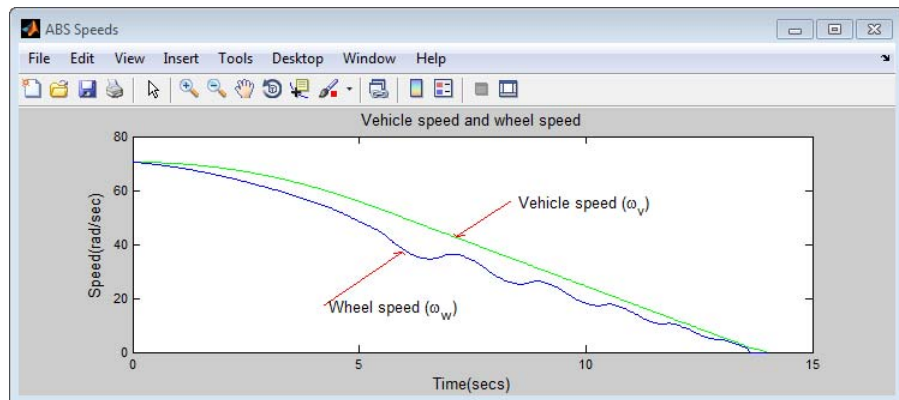 ABS Speeds
File Edit View Insert Tools Desktop Window Help
Vehicle speed and wheel speed
80
60
40
20
0
Speed(rad/sec)
Vehicle speed (ωv)
Wheel speed (ωw)
0 5 10 15
Time(secs)